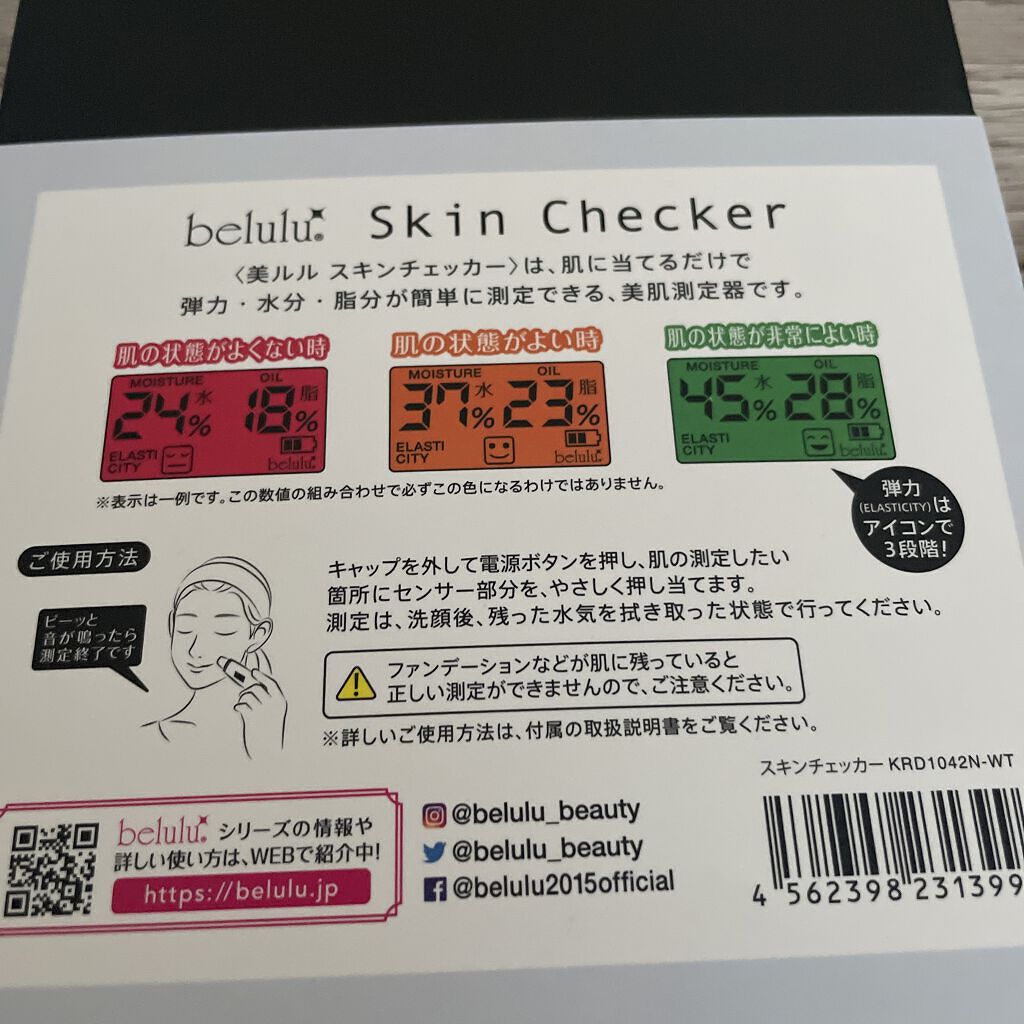 belulu® Skin Checker
〈美ルル スキンチェッカー〉は、肌に当てるだけで
弾力・水分・脂分が簡単に測定できる、美肌測定器です。
肌の状態がよくない時
MOISTURE OIL
24水% 18脂%
ELASTI
CITY
belulu
肌の状態がよい時
MOISTURE OIL
37水% 23脂%
ELASTI
CITY
belulu
肌の状態が非常によい時
MOISTURE OIL
45水% 28脂%
ELASTI
CITY
belulu
※表示は一例です。この数値の組み合わせで必ずこの色になるわけではありません。
弾力
(ELASTICITY)は
アイコンで
3段階!
ご使用方法
ピーッと
音が鳴ったら
測定終了です
キャップを外して電源ボタンを押し、肌の測定したい
箇所にセンサー部分を、やさしく押し当てます。
測定は、洗顔後、残った水気を拭き取った状態で行ってください。
ファンデーションなどが肌に残っていると
正しい測定ができませんので、ご注意ください。
※詳しいご使用方法は、付属の取扱説明書をご覧ください。
スキンチェッカー KRD1042N-WT
belulu シリーズの情報や
詳しい使い方は、WEBで紹介中!
https://belulu.jp
@belulu_beauty
@belulu_beauty
@belulu2015official
4 562398 231399